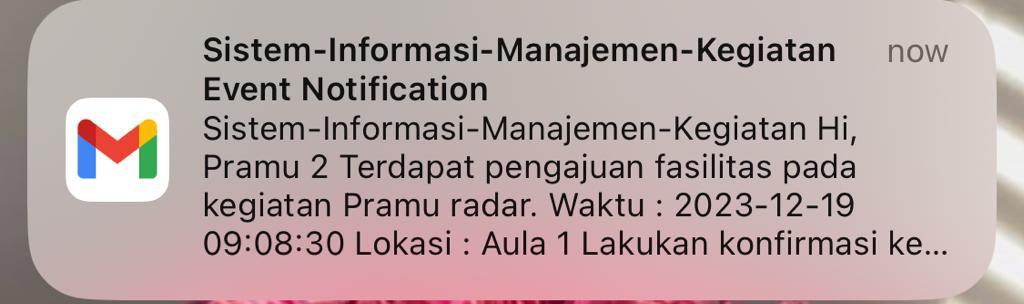 Sistem-Informasi-Manajemen-Kegiatan now
Event Notification
Sistem-Informasi-Manajemen-Kegiatan Hi,
Pramu 2 Terdapat pengajuan fasilitas pada
kegiatan Pramu radar. Waktu : 2023-12-19
09:08:30 Lokasi : Aula 1 Lakukan konfirmasi ke...